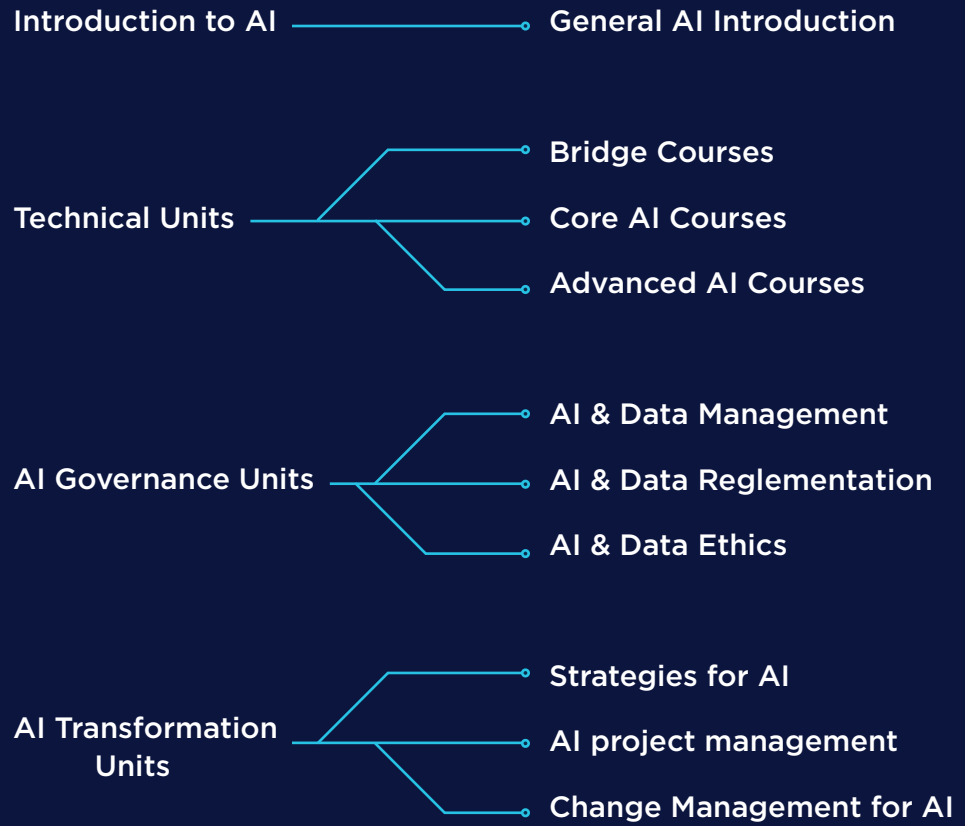 Introduction to AI
General AI Introduction
Technical Units
Bridge Courses
Core AI Courses
Advanced AI Courses
AI Governance Units
AI & Data Management
AI & Data Reglementation
AI & Data Ethics
AI Transformation
Units
Strategies for AI
AI project management
Change Management for AI